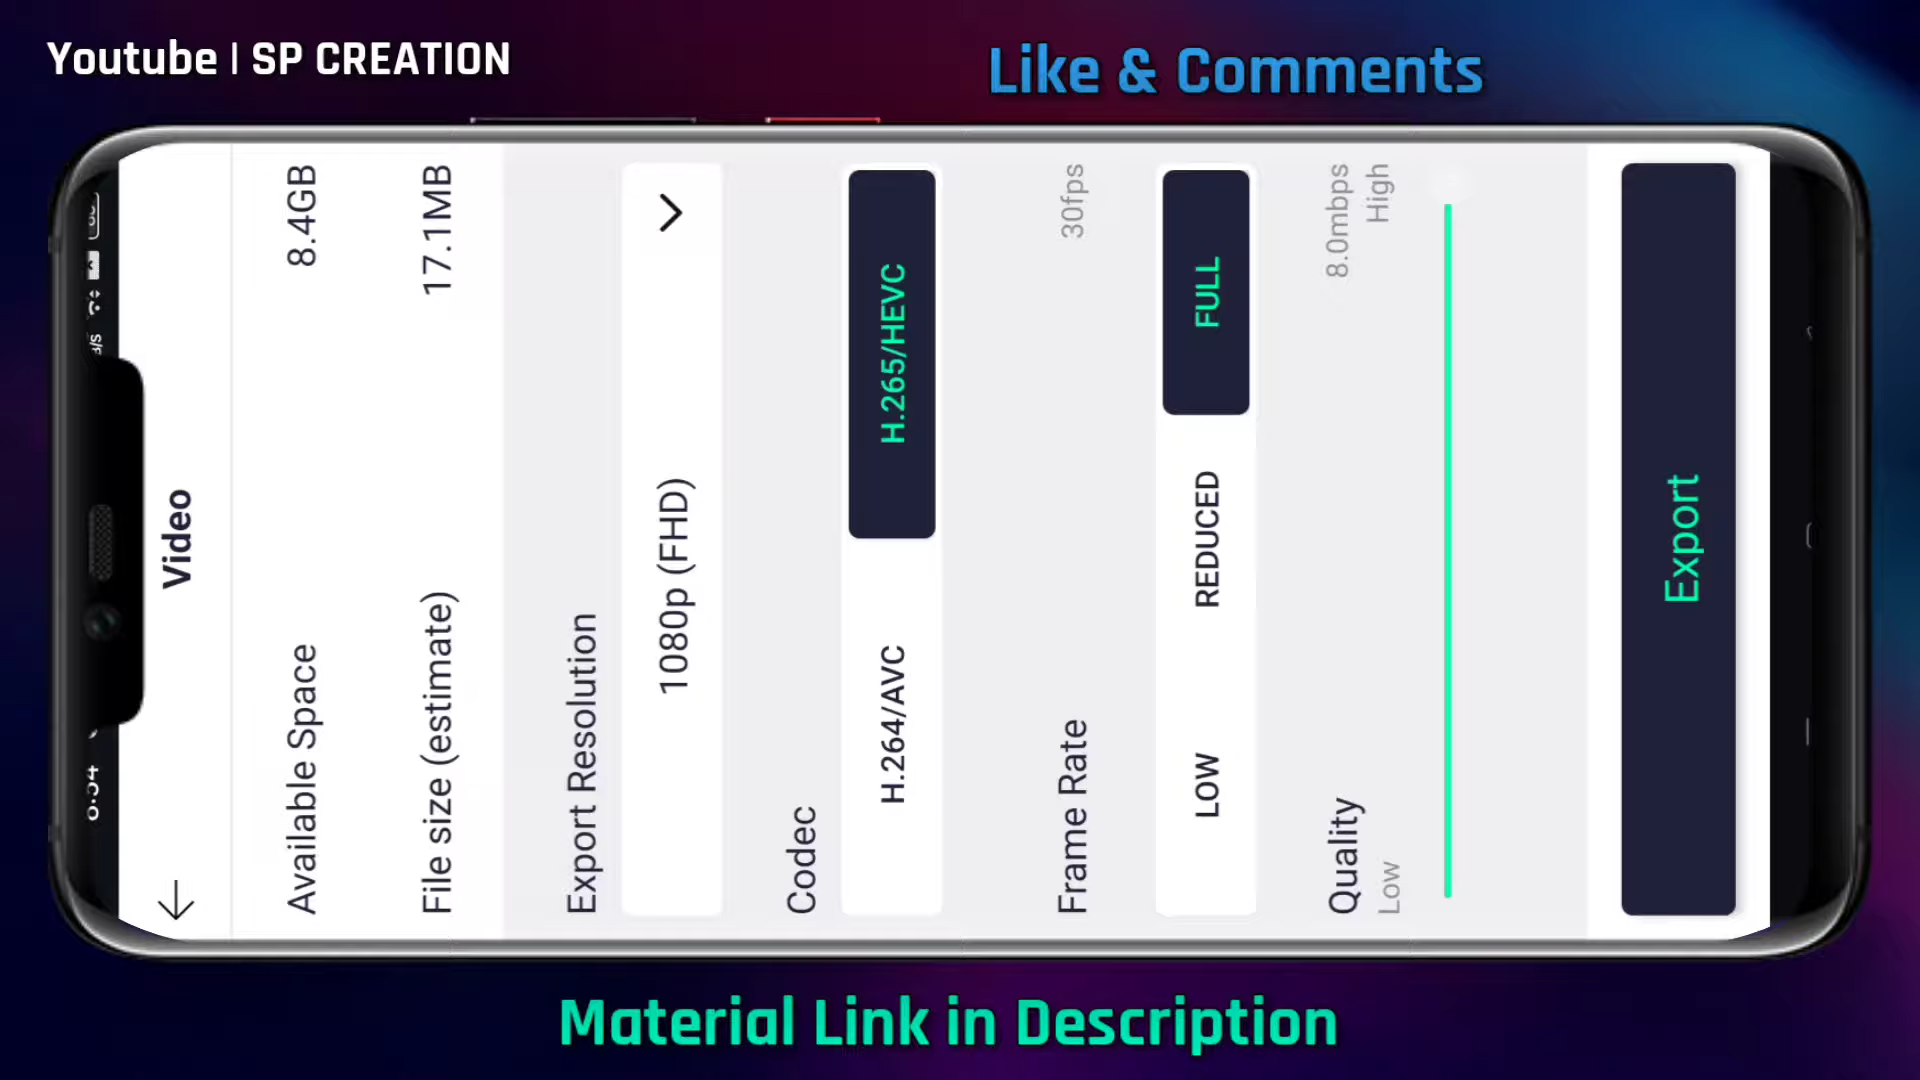 Youtube | SP CREATION
Like & Comments
Video
Available Space 8.4GB
File size (estimate) 17.1MB
Export Resolution
1080p (FHD)
Codec
H.264/AVC H.265/HEVC
Frame Rate 30fps
LOW REDUCED FULL
Quality 8.0mbps
Low High
Export
Material Link in Description